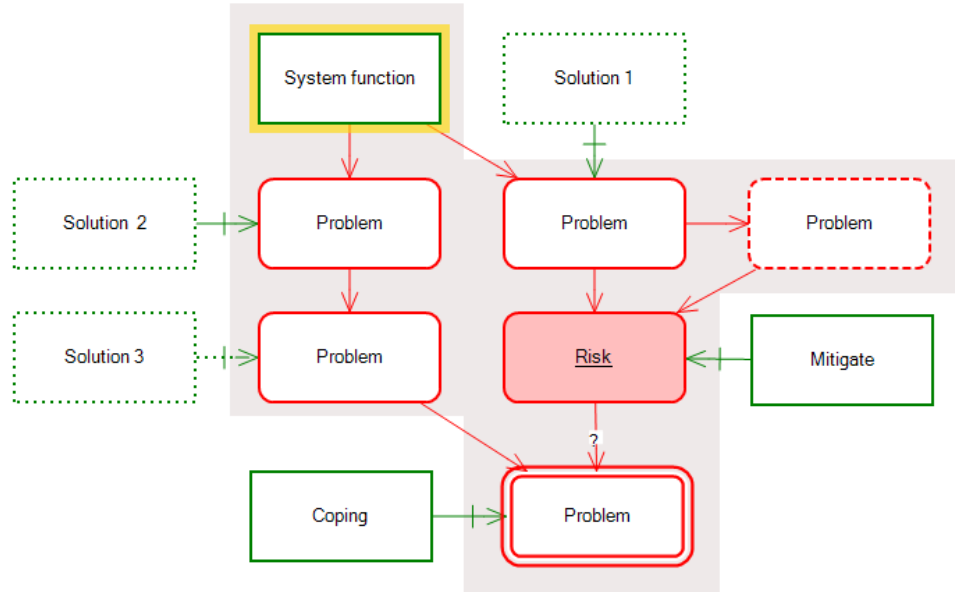 System function
Solution 1
Solution 2
Problem
Problem
Problem
Solution 3
Problem
Risk
Mitigate
?
Coping
Problem